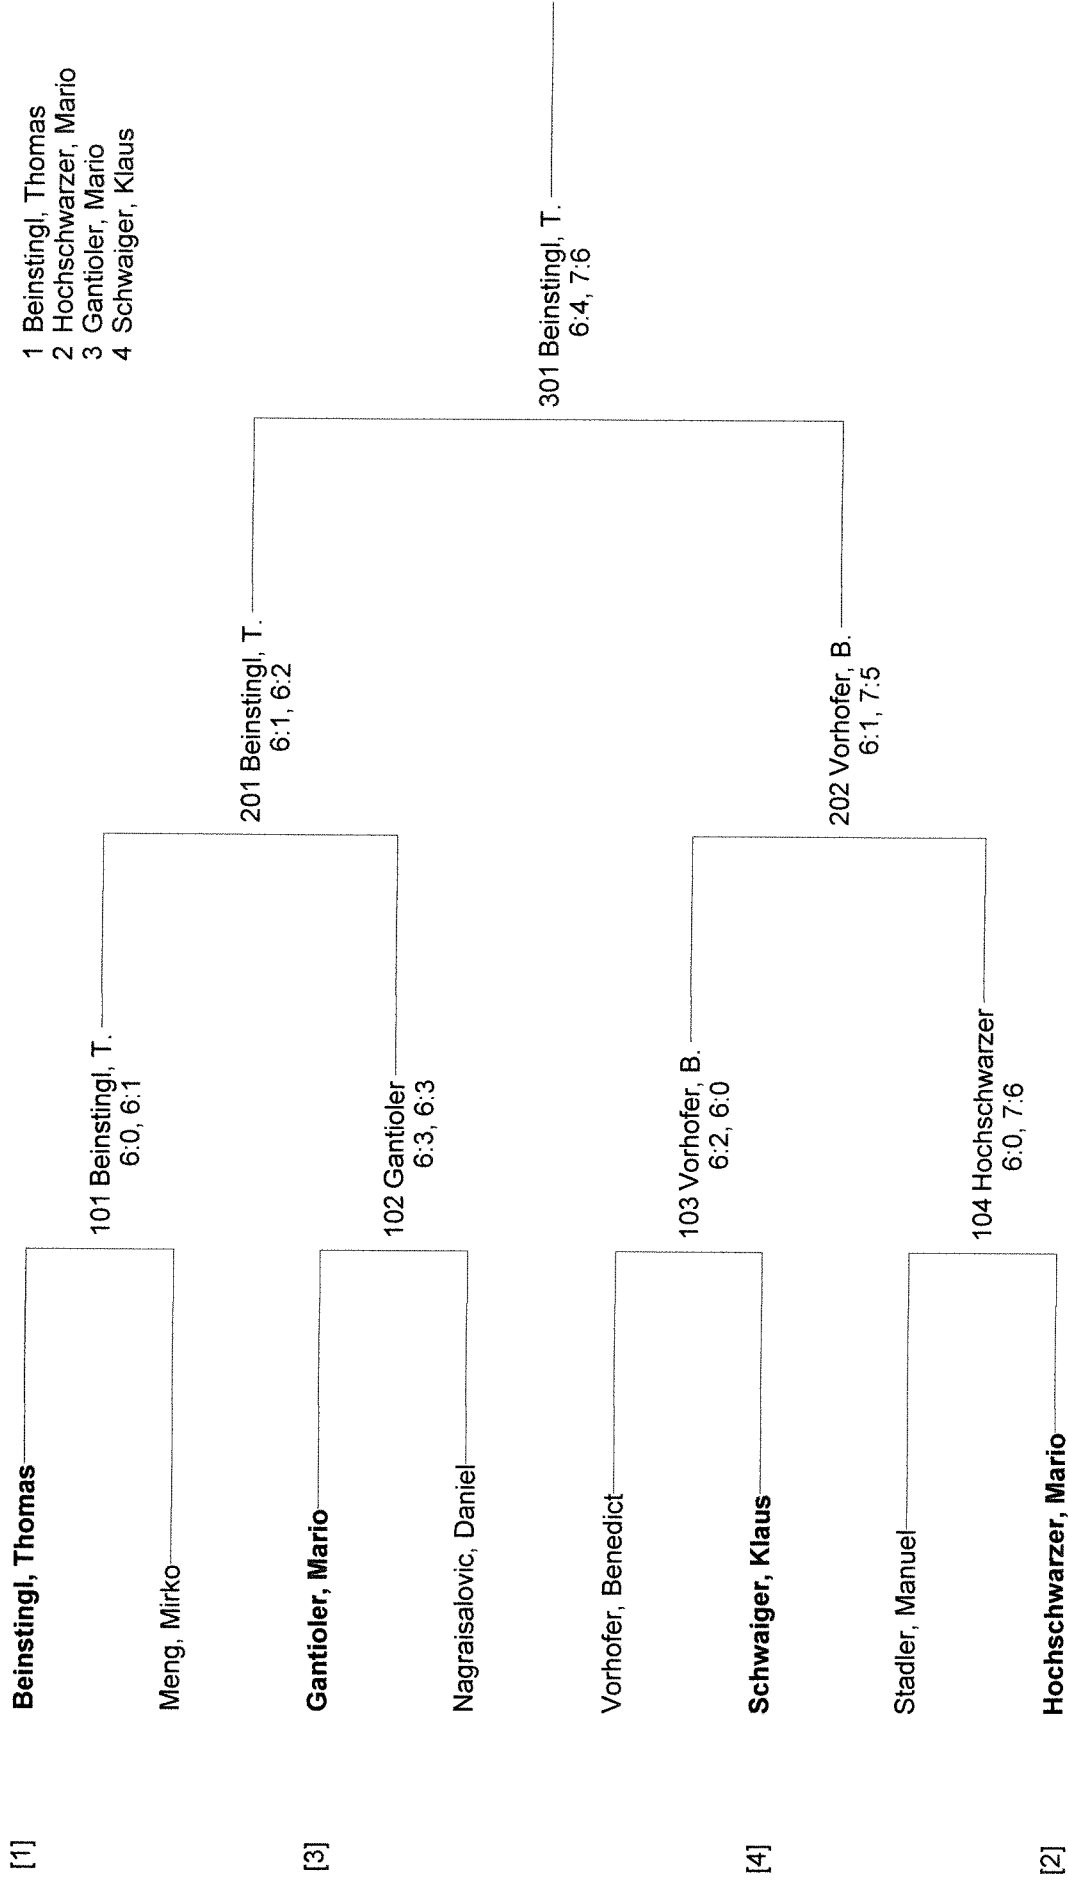 1 Beinstingl, Thomas
2 Hochschwarzer, Mario
3 Gantioler, Mario
4 Schwaiger, Klaus
[1] Beinstingl, Thomas
Meng, Mirko
[3] Gantioler, Mario
Nagraisalovic, Daniel
Vorhofer, Benedict
[4] Schwaiger, Klaus
Stadler, Manuel
[2] Hochschwarzer, Mario
101 Beinstingl, T.
6:0, 6:1
102 Gantioler
6:3, 6:3
103 Vorhofer, B.
6:2, 6:0
104 Hochschwarzer
6:0, 7:6
201 Beinstingl, T.
6:1, 6:2
202 Vorhofer, B.
6:1, 7:5
301 Beinstingl, T.
6:4, 7:6